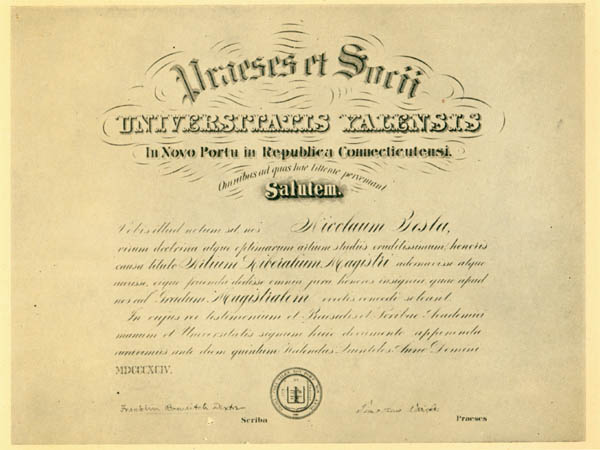 Praeses et Socii
UNIVERSITATIS YALENSIS
In Novo Portu in Republica Connecticutensi.
Omnibus ad quos hae litterae pervenient
Salutem.
Vobis illud notum sit nos Nicolaum Tesla,
virum doctrina atque optimarum artium studiis eruditissimum, honoris
causa titulo Artium Liberalium Magistri adornavisse atque
auxisse, eique fruenda dedisse omnia jura honores insignia quae apud
nos ad Gradum Magistralem evectis concedi solent.
In cujus rei testimonium et Praesidis et Scribae Academici
manum et Universitatis signum huic documento apponenda
curavimus ante diem quintum Kalendas Quintiles Anno Domini
MDCCCXCIV.
Franklin Bowditch Dexter
Scriba
Timothy Dwight
Praeses